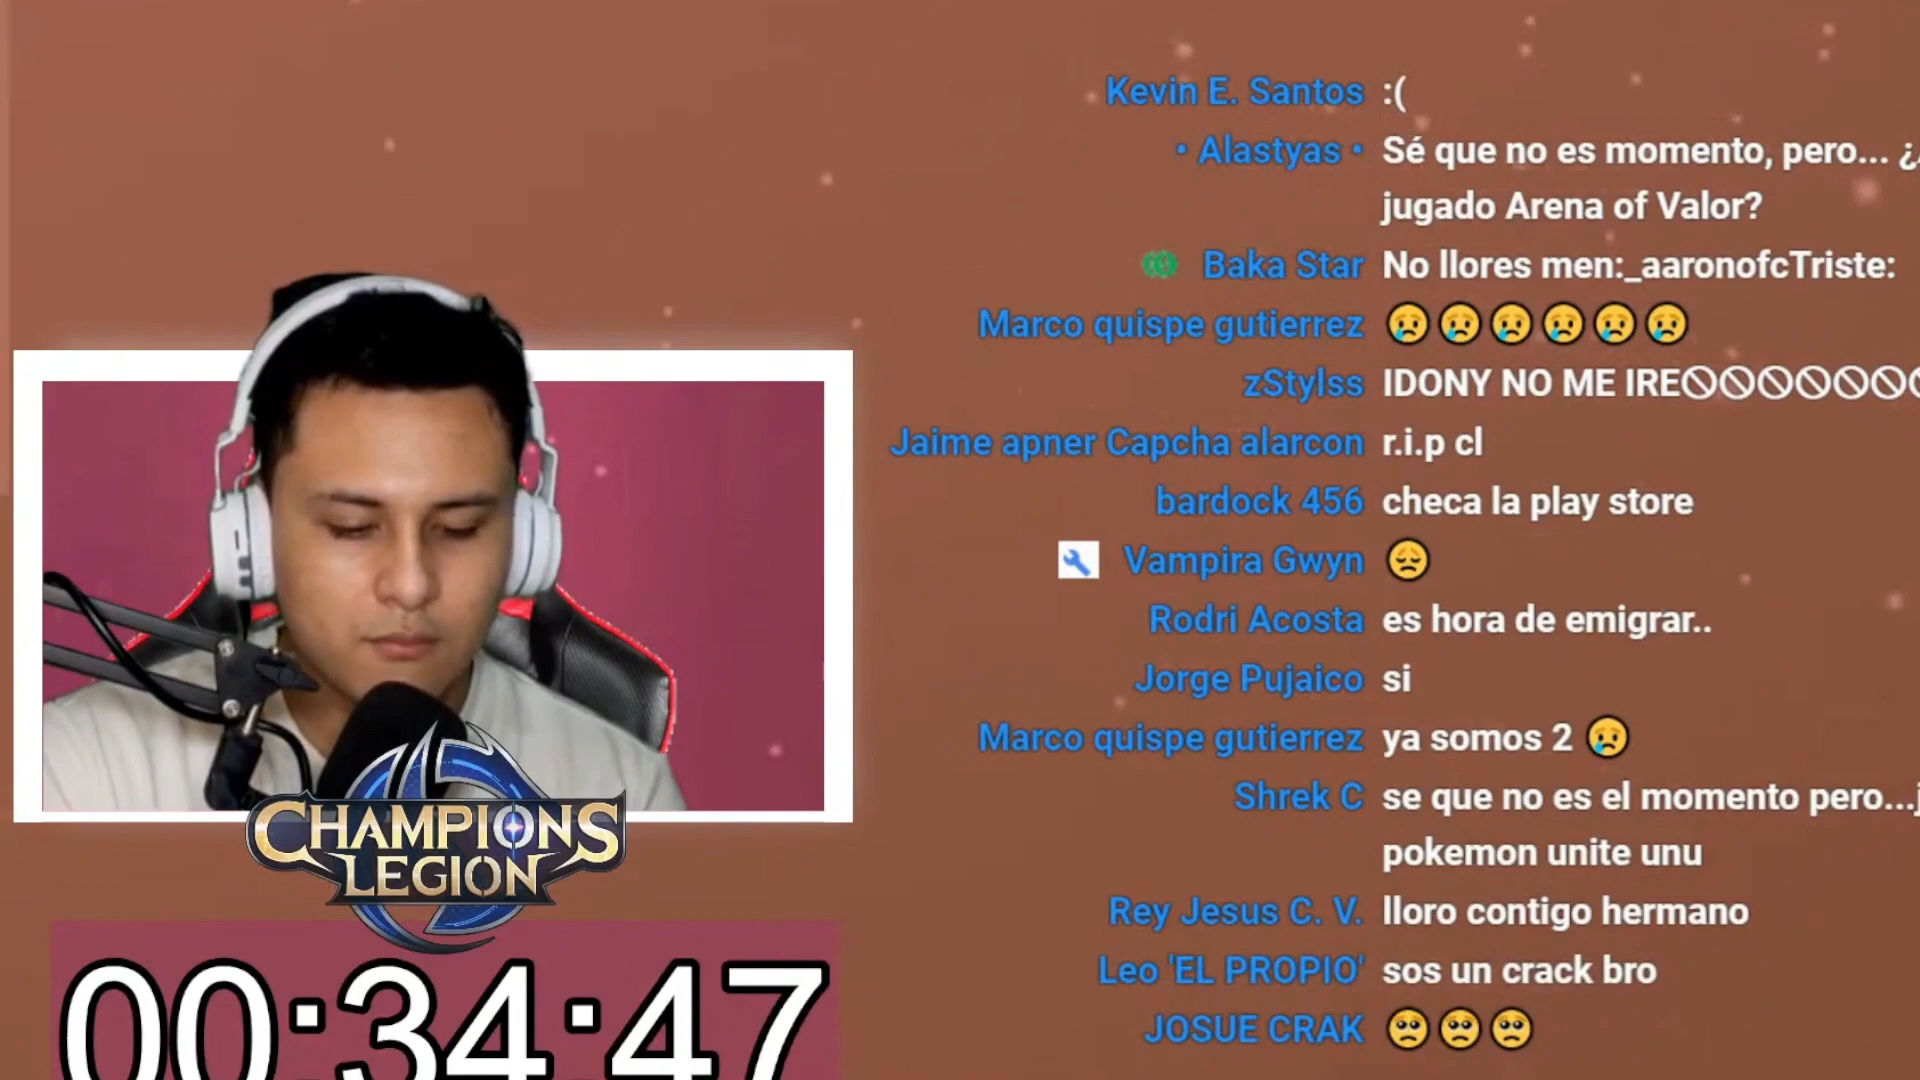 Kevin E. Santos :(
• Alastyas • Sé que no es momento, pero... ¿
jugado Arena of Valor?
Baka Star No llores men:_aaronofcTriste:
Marco quispe gutierrez 😢😢😢😢😢😢
zStylss IDONY NO ME IRE🚫🚫🚫🚫🚫🚫
Jaime apner Capcha alarcon r.i.p cl
bardock 456 checa la play store
Vampira Gwyn 😔
Rodri Acosta es hora de emigrar..
Jorge Pujaico si
Marco quispe gutierrez ya somos 2 😢
Shrek C se que no es el momento pero...
pokemon unite unu
Rey Jesus C. V. lloro contigo hermano
Leo 'EL PROPIO' sos un crack bro
JOSUE CRAK 🥺🥺🥺
CHAMPIONS
LEGION
00:34:47